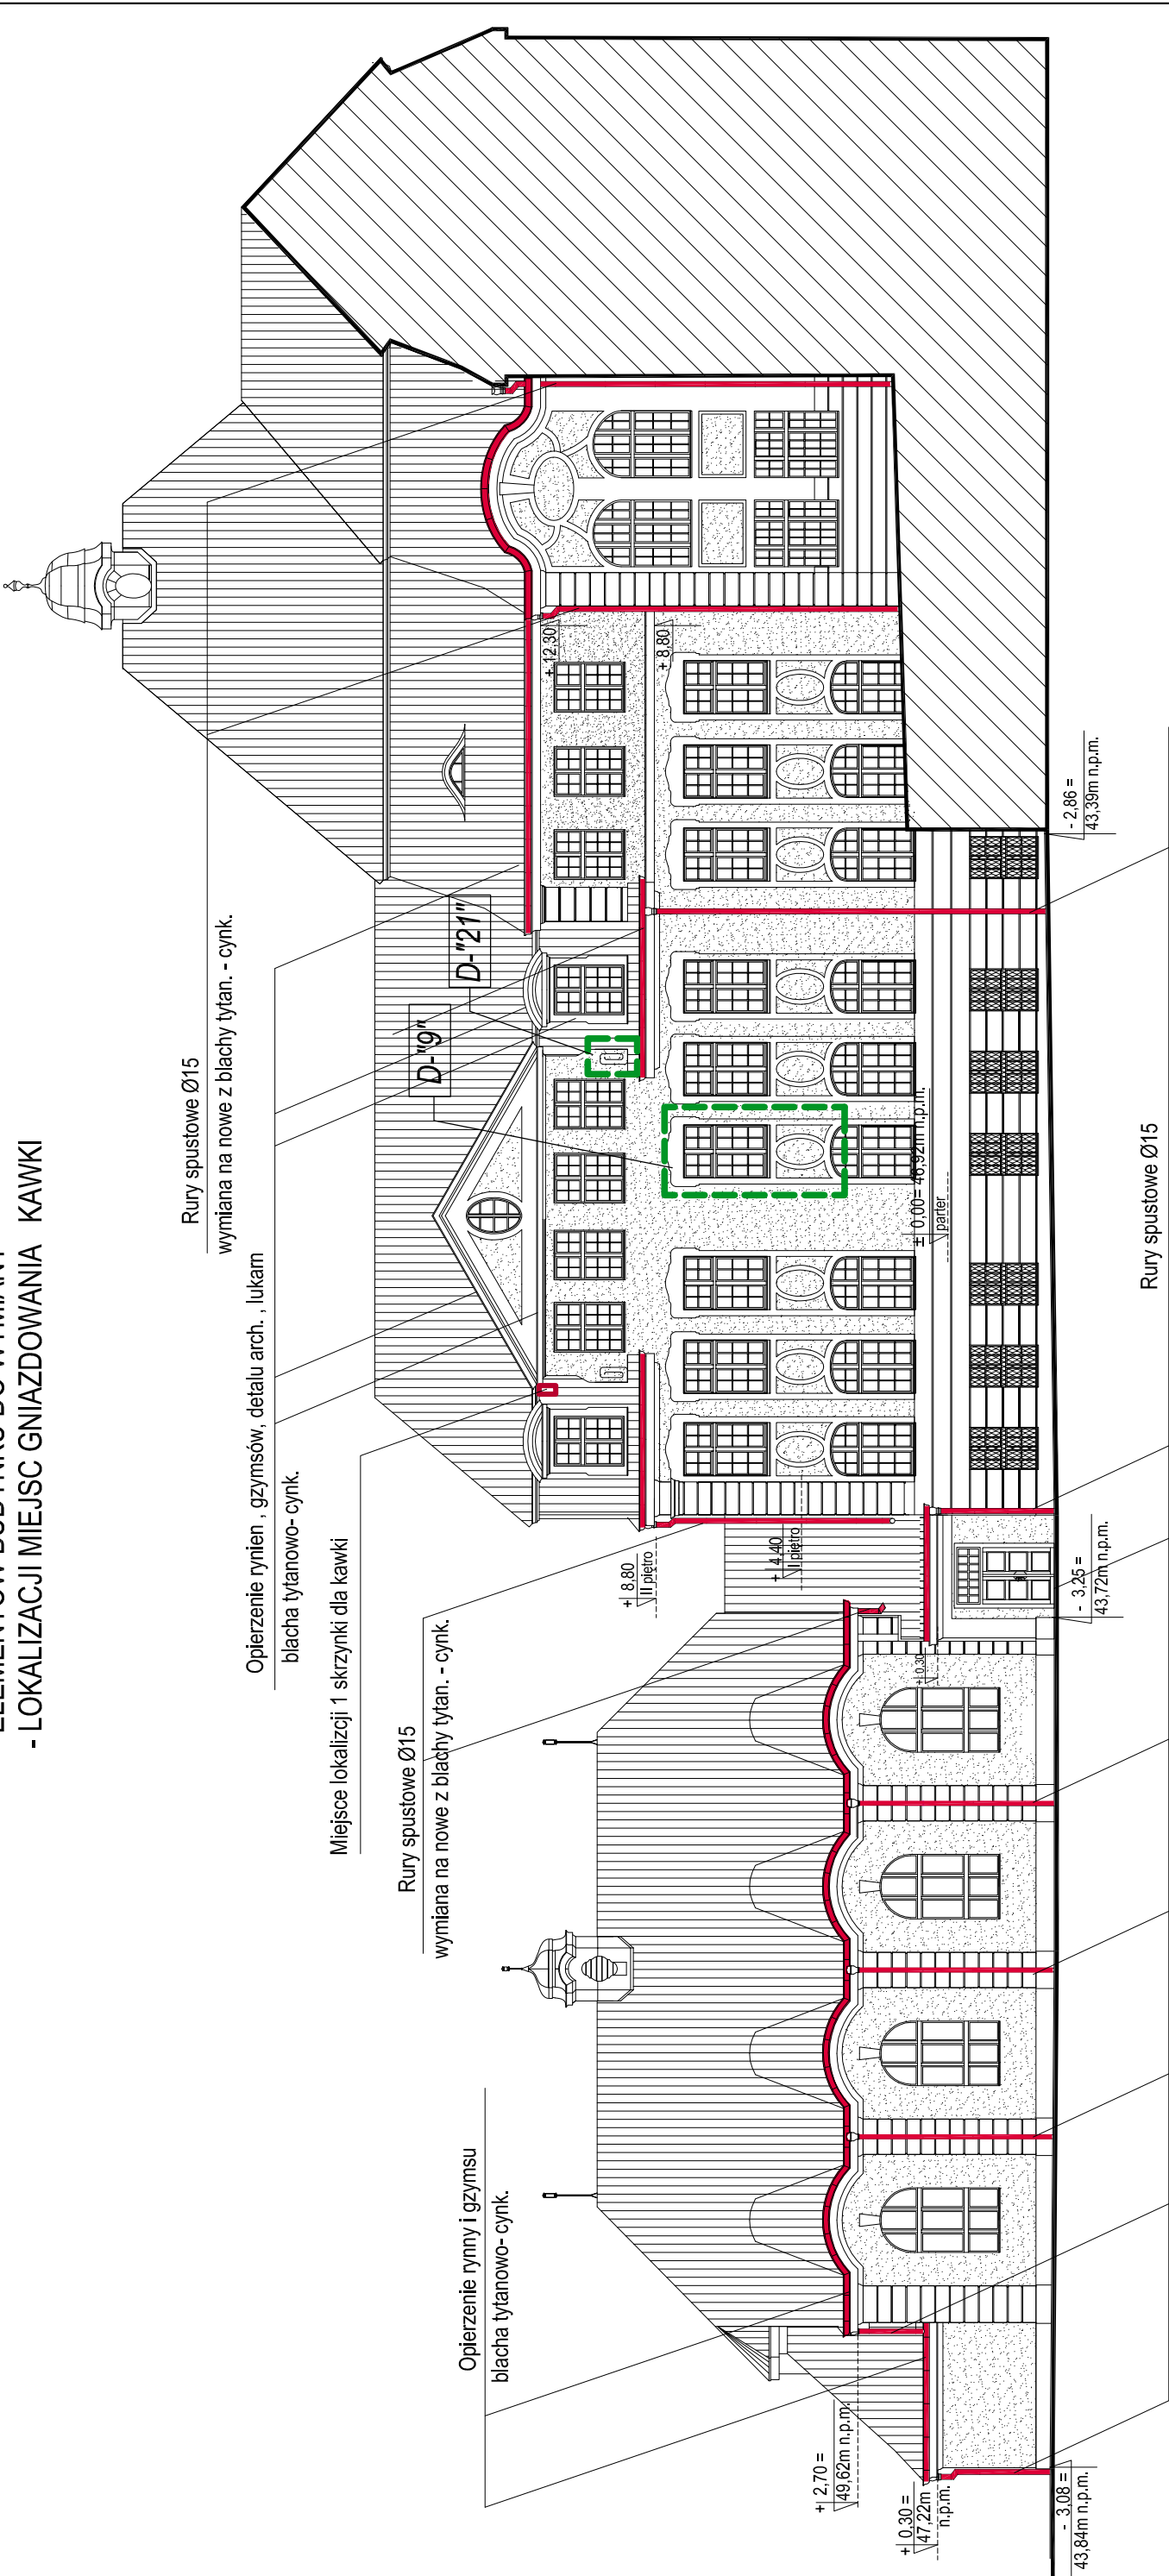 - LOKALIZACJI MIEJSC GNIAZDOWANIA KAWKI
Rury spustowe Ø15
wymiana na nowe z blachy tytan. - cynk.
Opierzenie rynien , gzymsów, detalu arch. , lukarn
blacha tytanowo- cynk.
Miejsce lokalizcji 1 skrzynki dla kawki
Rury spustowe Ø15
wymiana na nowe z blachy tytan. - cynk.
Opierzenie rynny i gzymsu
blacha tytanowo- cynk.
D-"9"
D-"21"
+ 12,30
+ 8,80
+ 8,80
II piętro
+ 4,40
I piętro
± 0,00= 46,92m n.p.m.
parter
+ 0,30
+ 2,70 =
49,62m n.p.m.
+ 0,30 =
47,22m
n.p.m.
- 3,08 =
43,84m n.p.m.
- 3,25 =
43,72m n.p.m.
- 2,86 =
43,39m n.p.m.
Rury spustowe Ø15